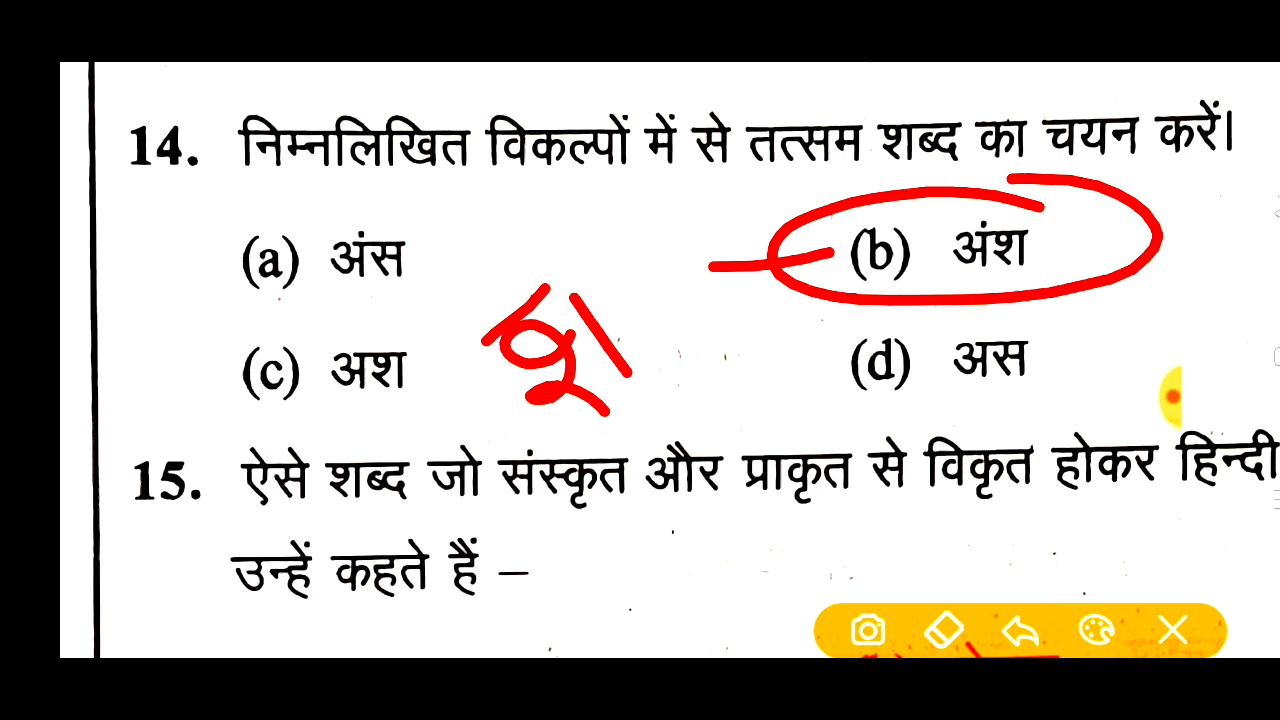 14. निम्नलिखित विकल्पों में से तत्सम शब्द का चयन करें।
(a) अंस (b) अंश
(c) अश (d) अस
15. ऐसे शब्द जो संस्कृत और प्राकृत से विकृत होकर हिन्दी
उन्हें कहते हैं –